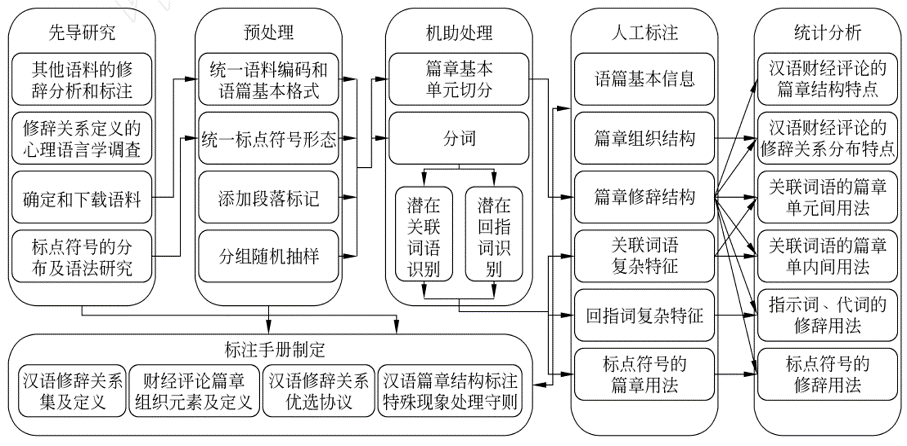 先导研究
其他语料的修
辞分析和标注
修辞关系定义的
心理语言学调查
确定和下载语料
标点符号的分
布及语法研究
预处理
统一语料编码和
语篇基本格式
统一标点符号形态
添加段落标记
分组随机抽样
机助处理
篇章基本
单元切分
分词
潜在
关联
词语
识别
潜在
回指
词识
别
人工标注
语篇基本信息
篇章组织结构
篇章修辞结构
关联词语
复杂特征
回指词复杂特征
标点符号的
篇章用法
统计分析
汉语财经评论的
篇章结构特点
汉语财经评论的
修辞关系分布特点
关联词语的篇章
单元间用法
关联词语的篇章
单内间用法
指示词、代词的
修辞用法
标点符号的
修辞用法
标注手册制定
汉语修辞关系
集及定义
财经评论篇章
组织元素及定义
汉语修辞关系
优选协议
汉语篇章结构标注
特殊现象处理守则